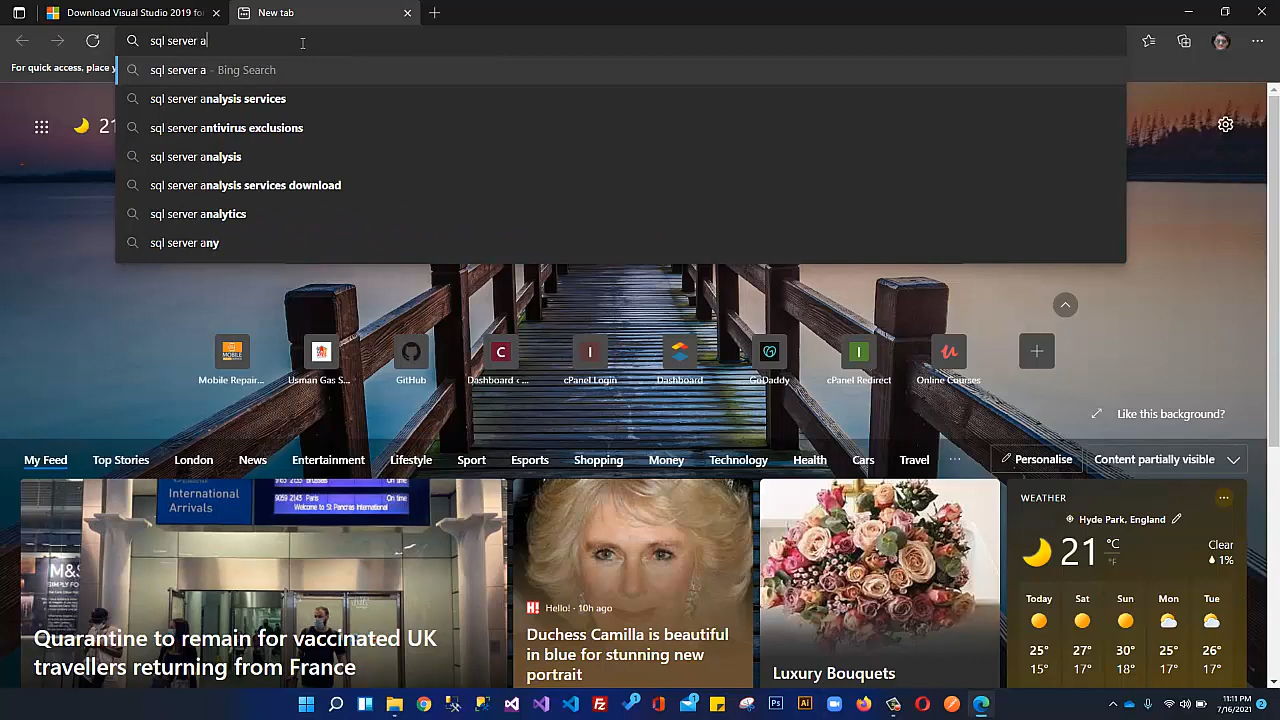 Download Visual Studio 2019 for
New tab
sql server a
For quick access, place y
sql server a - Bing Search
sql server analysis services
sql server antivirus exclusions
sql server analysis
sql server analysis services download
sql server analytics
sql server any
21
Mobile Repair...
Usman Gas S...
GitHub
C
Dashboard ‹ ...
I
cPanel Login
Dashboard
GoDaddy
I
cPanel Redirect
Online Courses
Like this background?
My Feed
Top Stories
London
News
Entertainment
Lifestyle
Sport
Esports
Shopping
Money
Technology
Health
Cars
Travel
...
Personalise
Content partially visible
International
Arrivals
9059 2243 Paris On time
Welcome to St Pancras International
M&S
Quarantine to remain for vaccinated UK
travellers returning from France
H!
Hello! · 10h ago
Duchess Camilla is beautiful
in blue for stunning new
portrait
Luxury Bouquets
WEATHER
Hyde Park, England
21 °C
°F
Clear
1%
Today Sat Sun Mon Tue
25° 27° 30° 25° 26°
15° 17° 18° 17° 17°
11:11 PM
7/16/2021